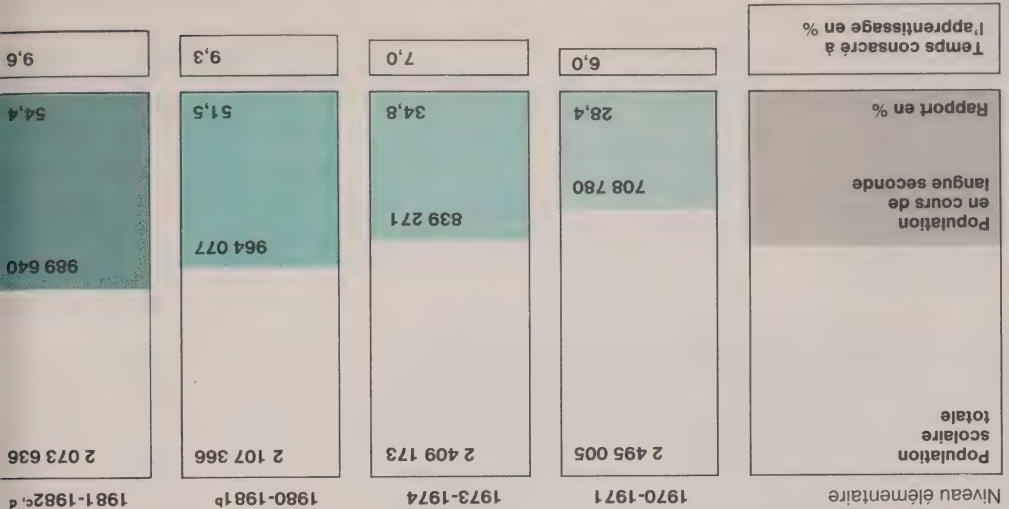 Niveau élémentaire 1970-1971 1973-1974 1980-1981b 1981-1982c, d
Population
scolaire
totale
2 495 005 2 409 173 2 107 366 2 073 636
Population
en cours de
langue seconde
708 780 839 271 964 077 989 640
Rapport en % 28,4 34,8 51,5 54,4
Temps consacré à
l'apprentissage en %
6,0 7,0 9,3 9,6